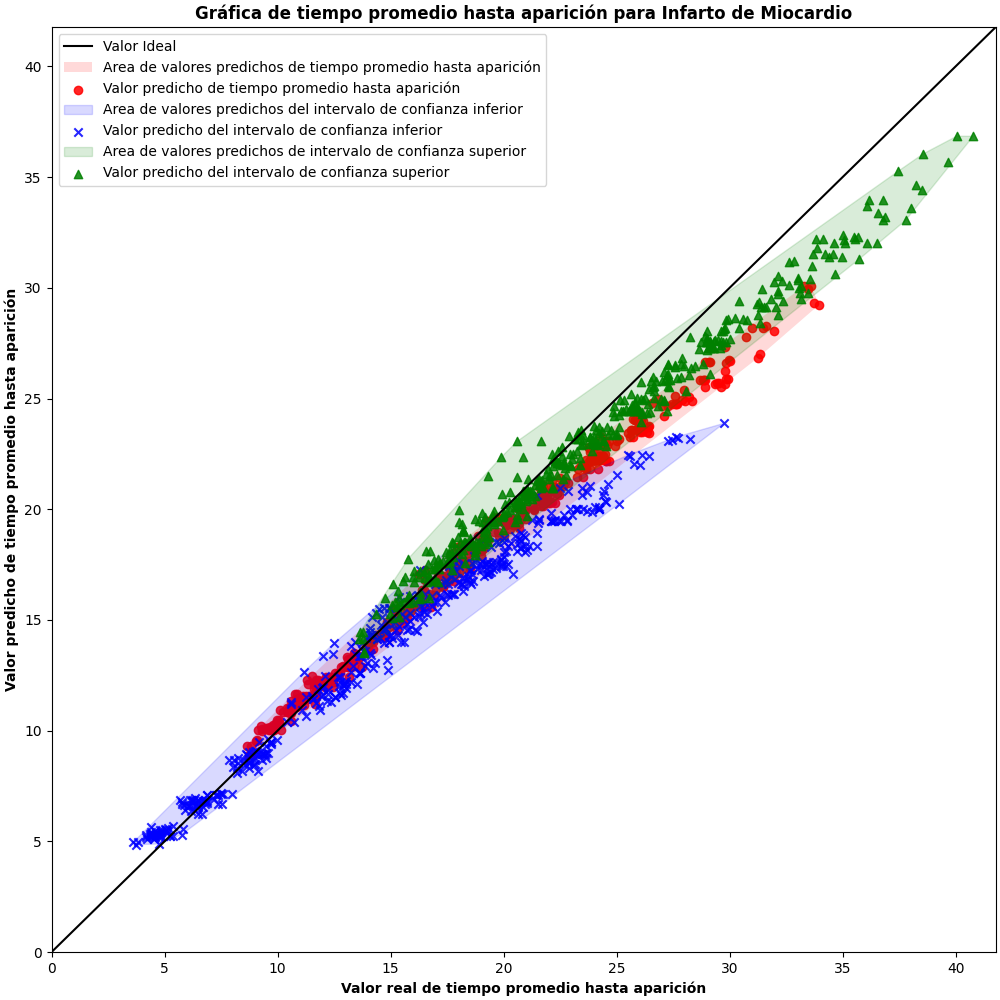 Gráfica de tiempo promedio hasta aparición para Infarto de Miocardio
Valor Ideal
Area de valores predichos de tiempo promedio hasta aparición
Valor predicho de tiempo promedio hasta aparición
Area de valores predichos del intervalo de confianza inferior
Valor predicho del intervalo de confianza inferior
Area de valores predichos de intervalo de confianza superior
Valor predicho del intervalo de confianza superior
Valor predicho de tiempo promedio hasta aparición
40
35
30
25
20
15
10
5
0
0 5 10 15 20 25 30 35 40
Valor real de tiempo promedio hasta aparición